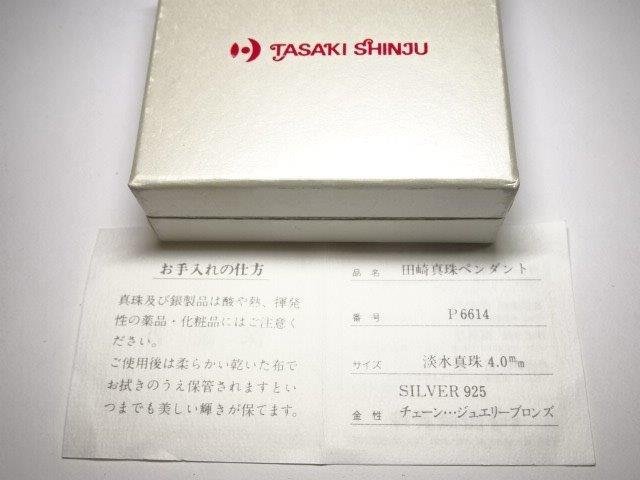 TASAKI SHINJU
お手入れの仕方
真珠及び銀製品は酸や熱、揮発
性の薬品・化粧品にはご注意く
ださい。
ご使用後は柔らかい乾いた布で
お拭きのうえ保管されますとい
つまでも美しい輝きが保てます。
品名 田崎真珠ペンダント
番号 P6614
サイズ 淡水真珠 4.0mm
SILVER 925
金性 チェーン…ジュエリーブロンズ